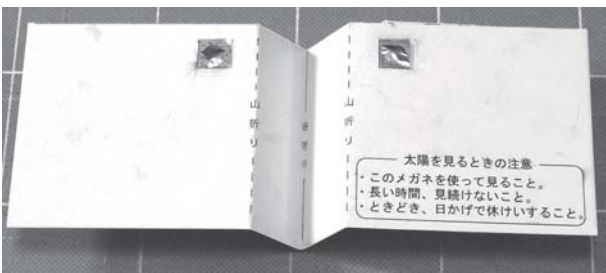 山折り
山折り
太陽を見るときの注意
・このメガネを使って見ること。
・長い時間、見続けないこと。
・ときどき、日かげで休けいすること。